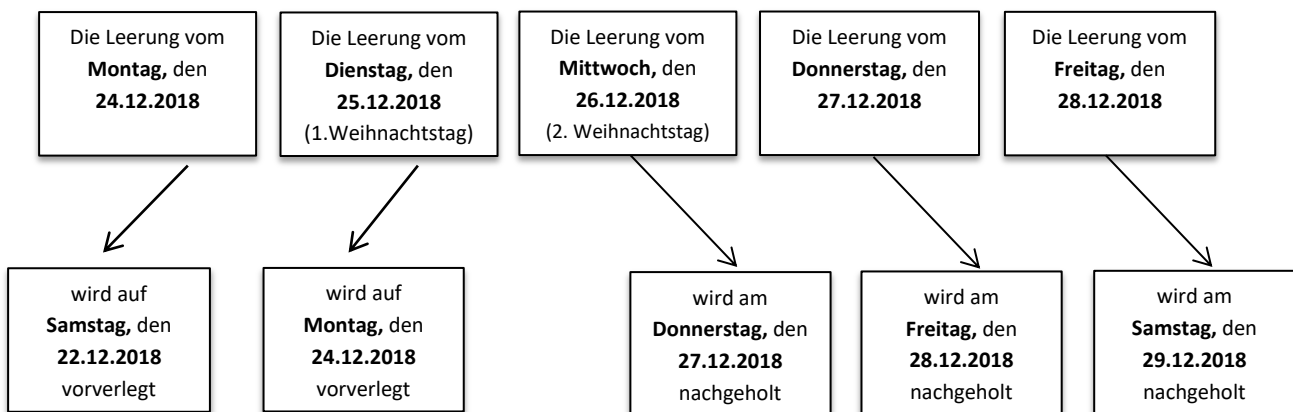 Die Leerung vom
Montag, den
24.12.2018
Die Leerung vom
Dienstag, den
25.12.2018
(1.Weihnachtstag)
Die Leerung vom
Mittwoch, den
26.12.2018
(2. Weihnachtstag)
Die Leerung vom
Donnerstag, den
27.12.2018
Die Leerung vom
Freitag, den
28.12.2018
wird auf
Samstag, den
22.12.2018
vorverlegt
wird auf
Montag, den
24.12.2018
vorverlegt
wird am
Donnerstag, den
27.12.2018
nachgeholt
wird am
Freitag, den
28.12.2018
nachgeholt
wird am
Samstag, den
29.12.2018
nachgeholt